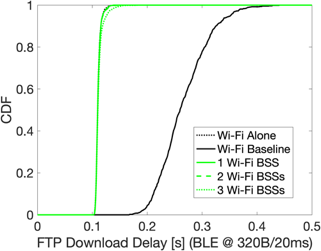 1
0.8
0.6
0.4
0.2
0
CDF
Wi-Fi Alone
Wi-Fi Baseline
1 Wi-Fi BSS
2 Wi-Fi BSSs
3 Wi-Fi BSSs
0 0.1 0.2 0.3 0.4 0.5
FTP Download Delay [s] (BLE @ 320B/20ms)